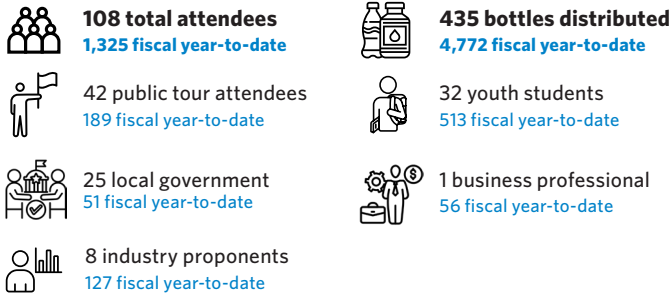 108 total attendees
1,325 fiscal year-to-date
435 bottles distributed
4,772 fiscal year-to-date
42 public tour attendees
189 fiscal year-to-date
32 youth students
513 fiscal year-to-date
25 local government
51 fiscal year-to-date
1 business professional
56 fiscal year-to-date
8 industry proponents
127 fiscal year-to-date